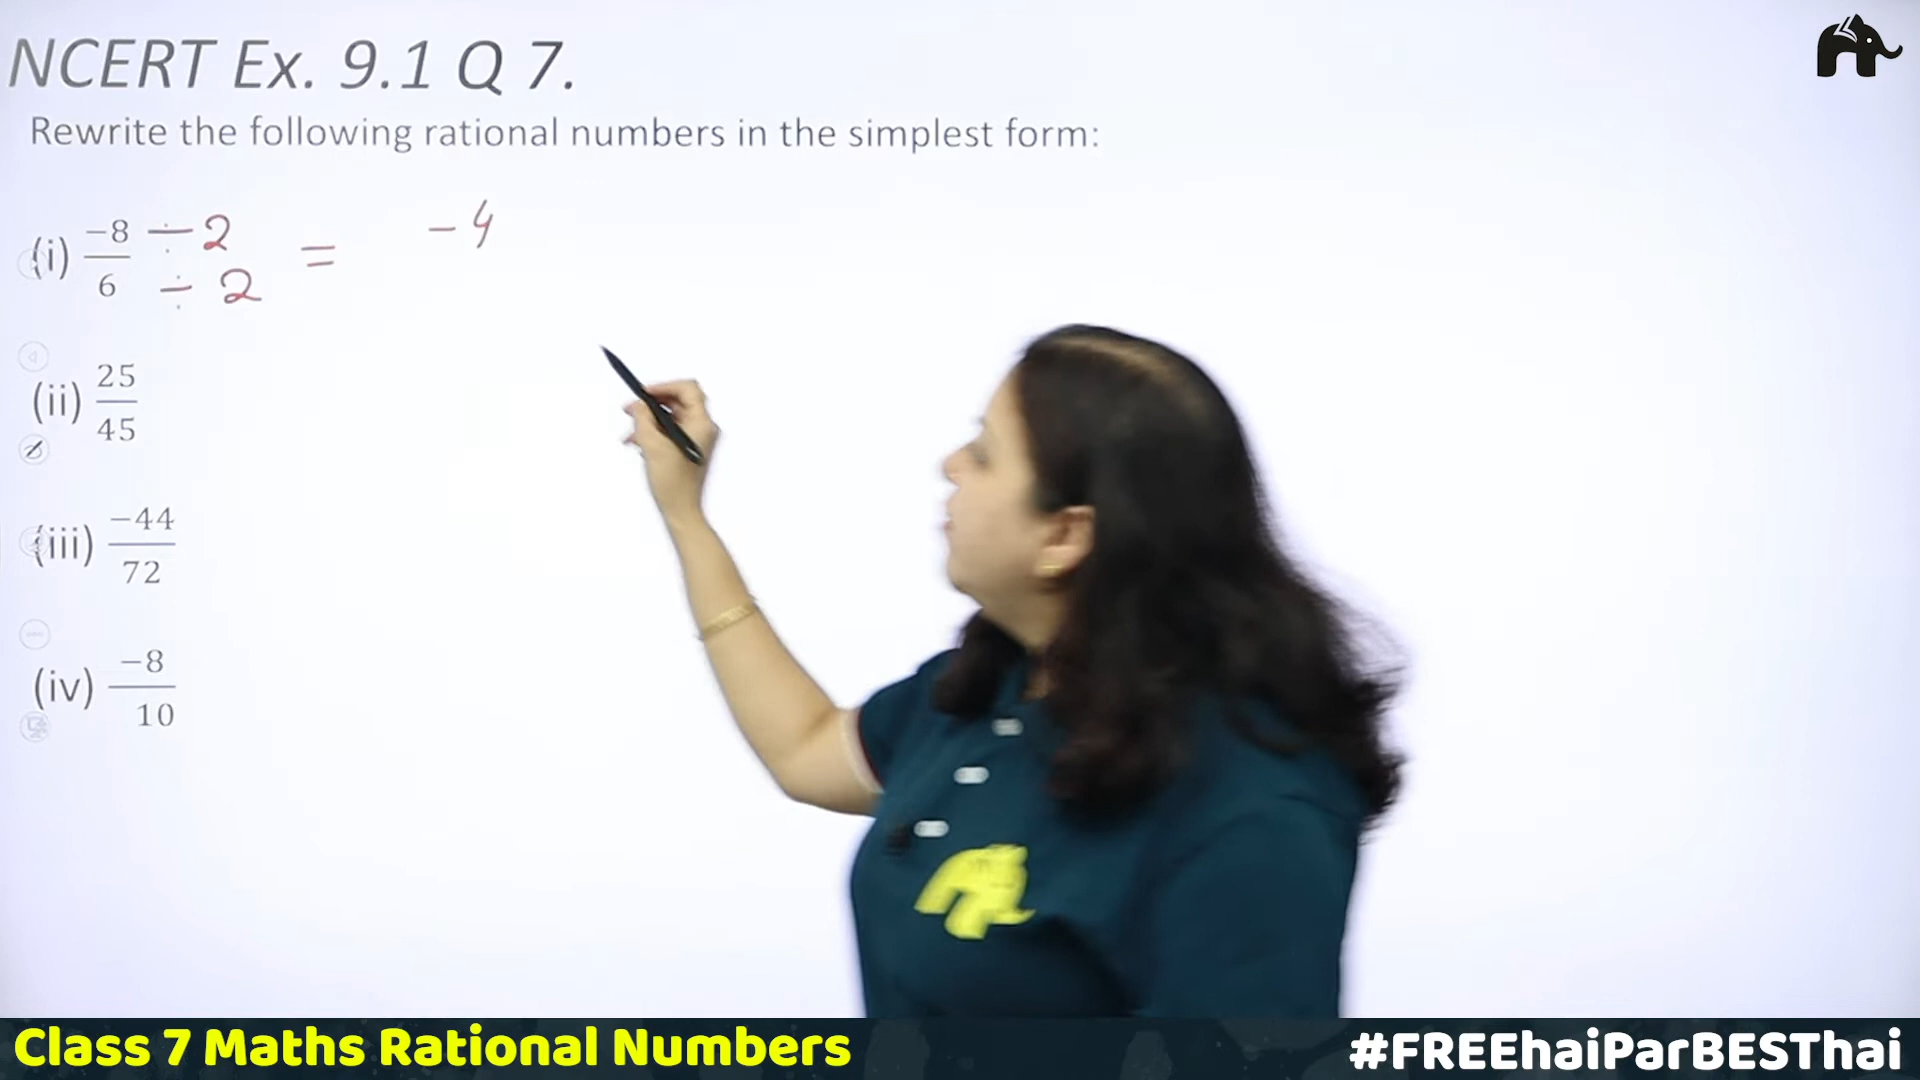 NCERT Ex. 9.1 Q 7.
Rewrite the following rational numbers in the simplest form:
(i) −8/6 ÷2/÷2 = −4
(ii) 25/45
(iii) −44/72
(iv) −8/10
Class 7 Maths Rational Numbers
#FREEhaiParBESThai